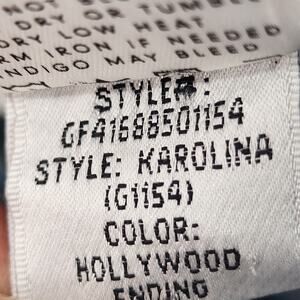 DRY OR TUMBLE
DRY LOW HEAT
IRON IF NEEDED
INDIGO MAY BLEED
STYLE#:
GF41688501154
STYLE: KAROLINA
(G1154)
COLOR:
HOLLYWOOD
ENDING